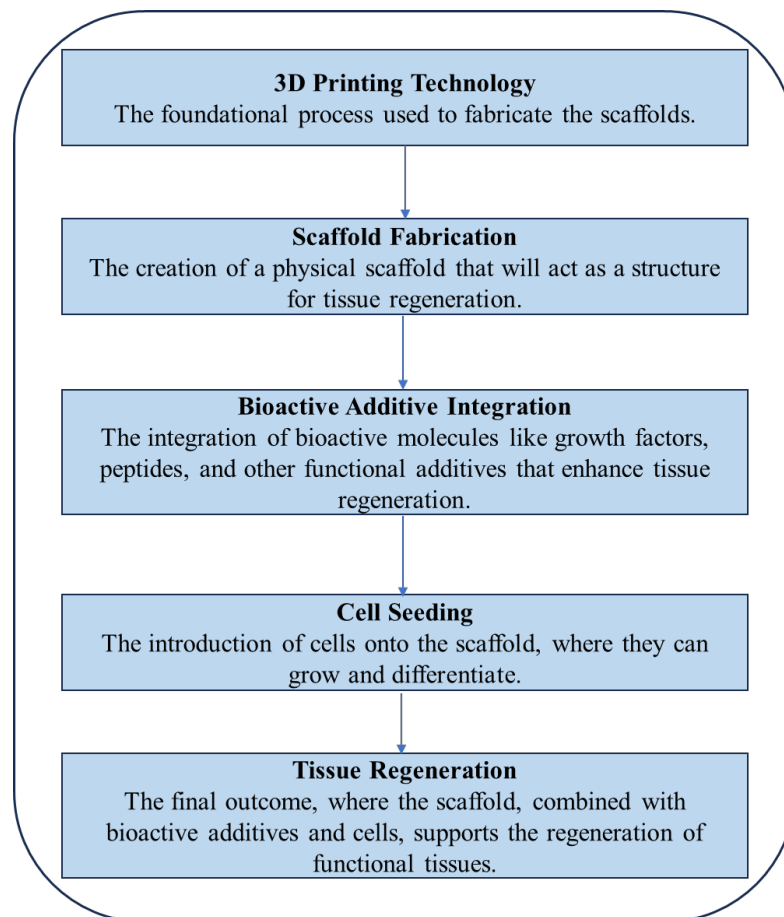 3D Printing Technology
The foundational process used to fabricate the scaffolds.
Scaffold Fabrication
The creation of a physical scaffold that will act as a structure
for tissue regeneration.
Bioactive Additive Integration
The integration of bioactive molecules like growth factors,
peptides, and other functional additives that enhance tissue
regeneration.
Cell Seeding
The introduction of cells onto the scaffold, where they can
grow and differentiate.
Tissue Regeneration
The final outcome, where the scaffold, combined with
bioactive additives and cells, supports the regeneration of
functional tissues.